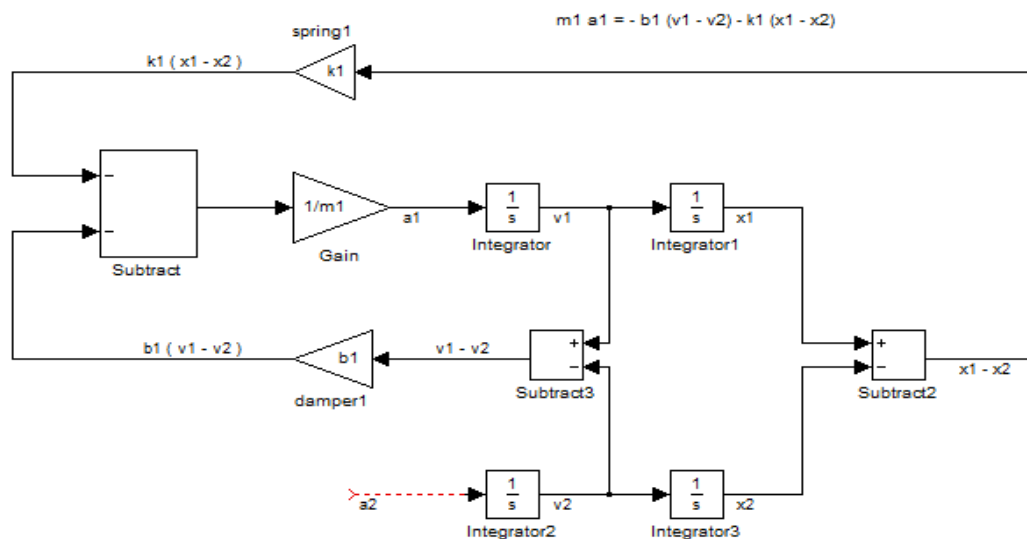 m1 a1 = - b1 (v1 - v2) - k1 (x1 - x2)
spring1
k1 ( x1 - x2 )
k1
−
−
Subtract
1/m1
Gain
a1
1
s
Integrator
v1
1
s
Integrator1
x1
b1 ( v1 - v2 )
b1
damper1
v1 - v2
+
−
Subtract3
+
−
Subtract2
x1 - x2
a2
1
s
Integrator2
v2
1
s
Integrator3
x2